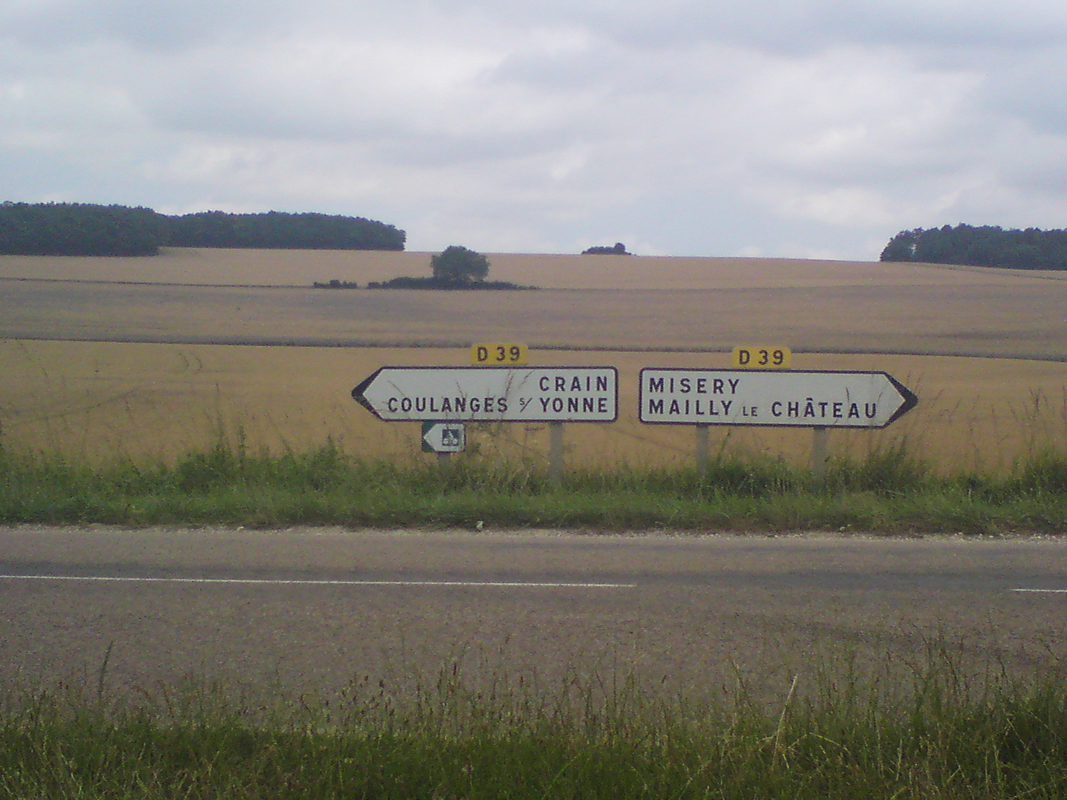 D 39
CRAIN
COULANGES S/ YONNE
D 39
MISERY
MAILLY LE CHÂTEAU